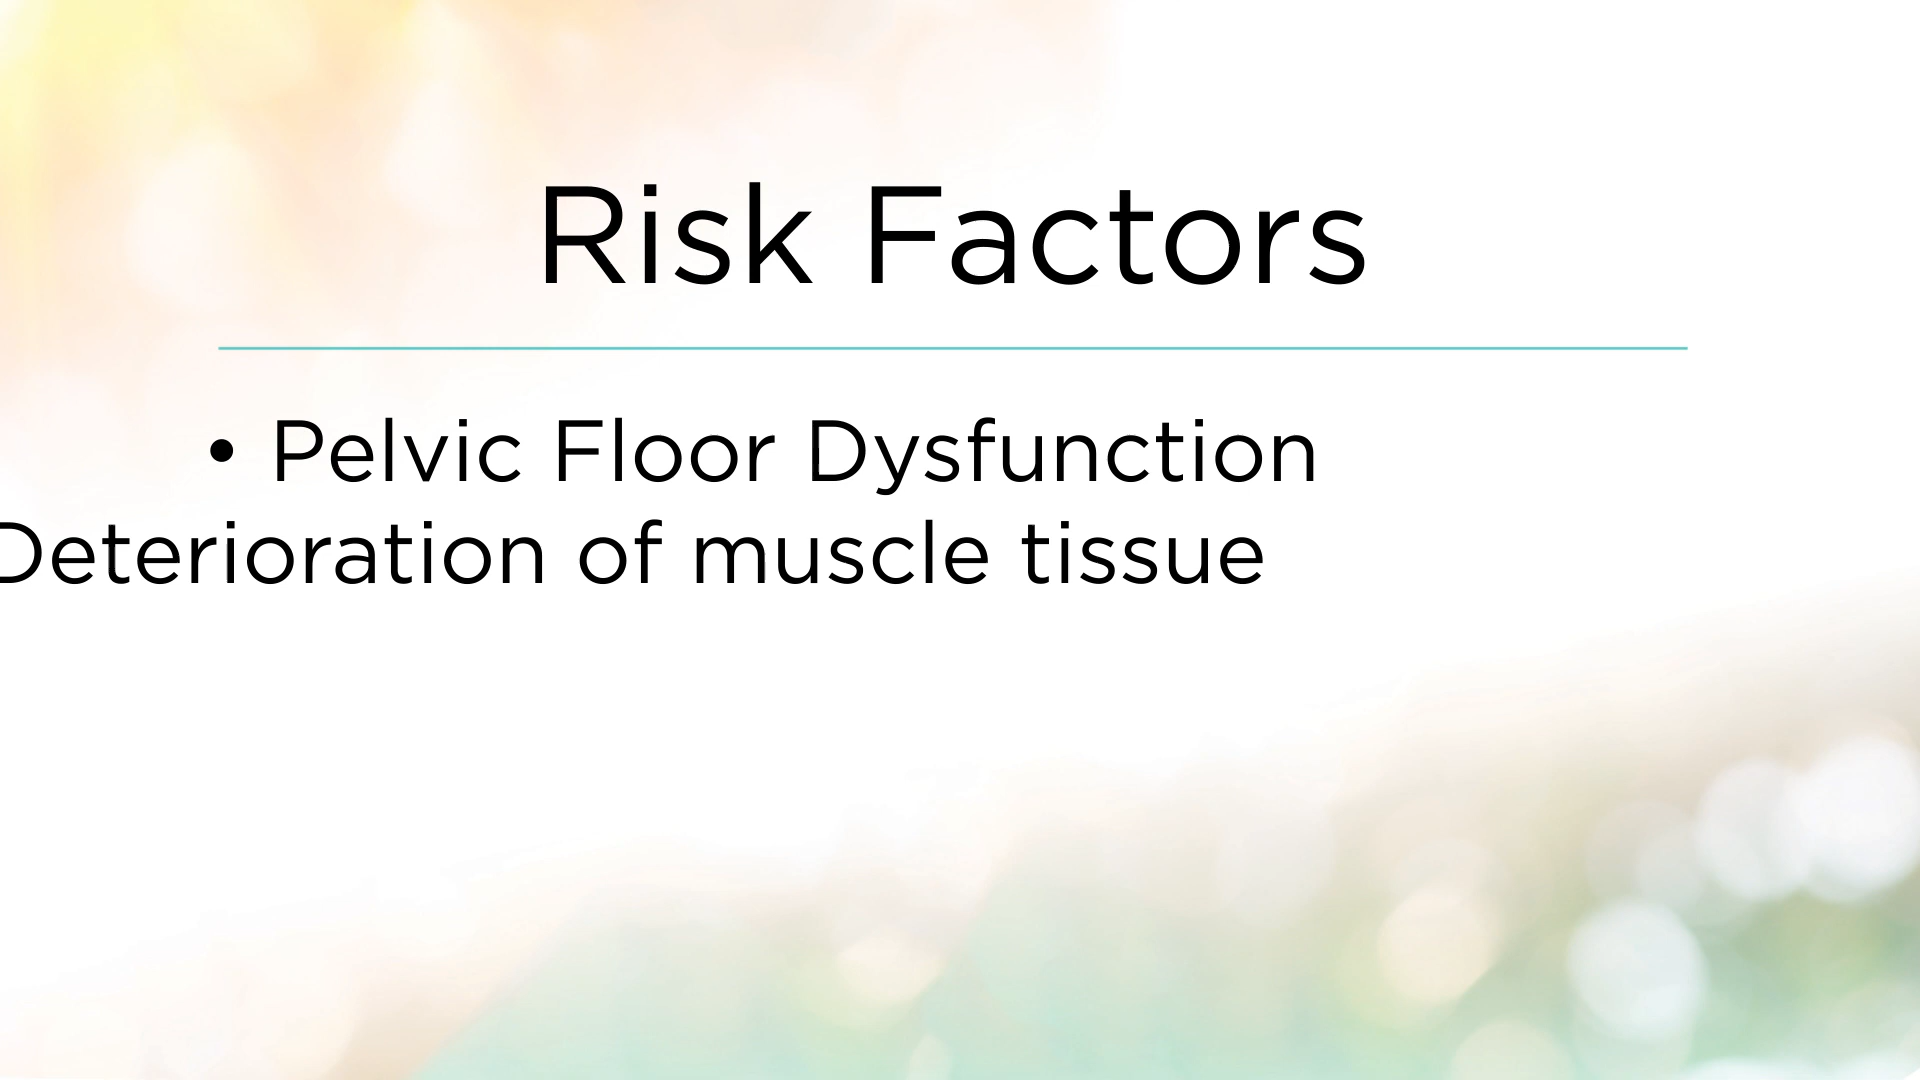 Risk Factors
• Pelvic Floor Dysfunction
Deterioration of muscle tissue